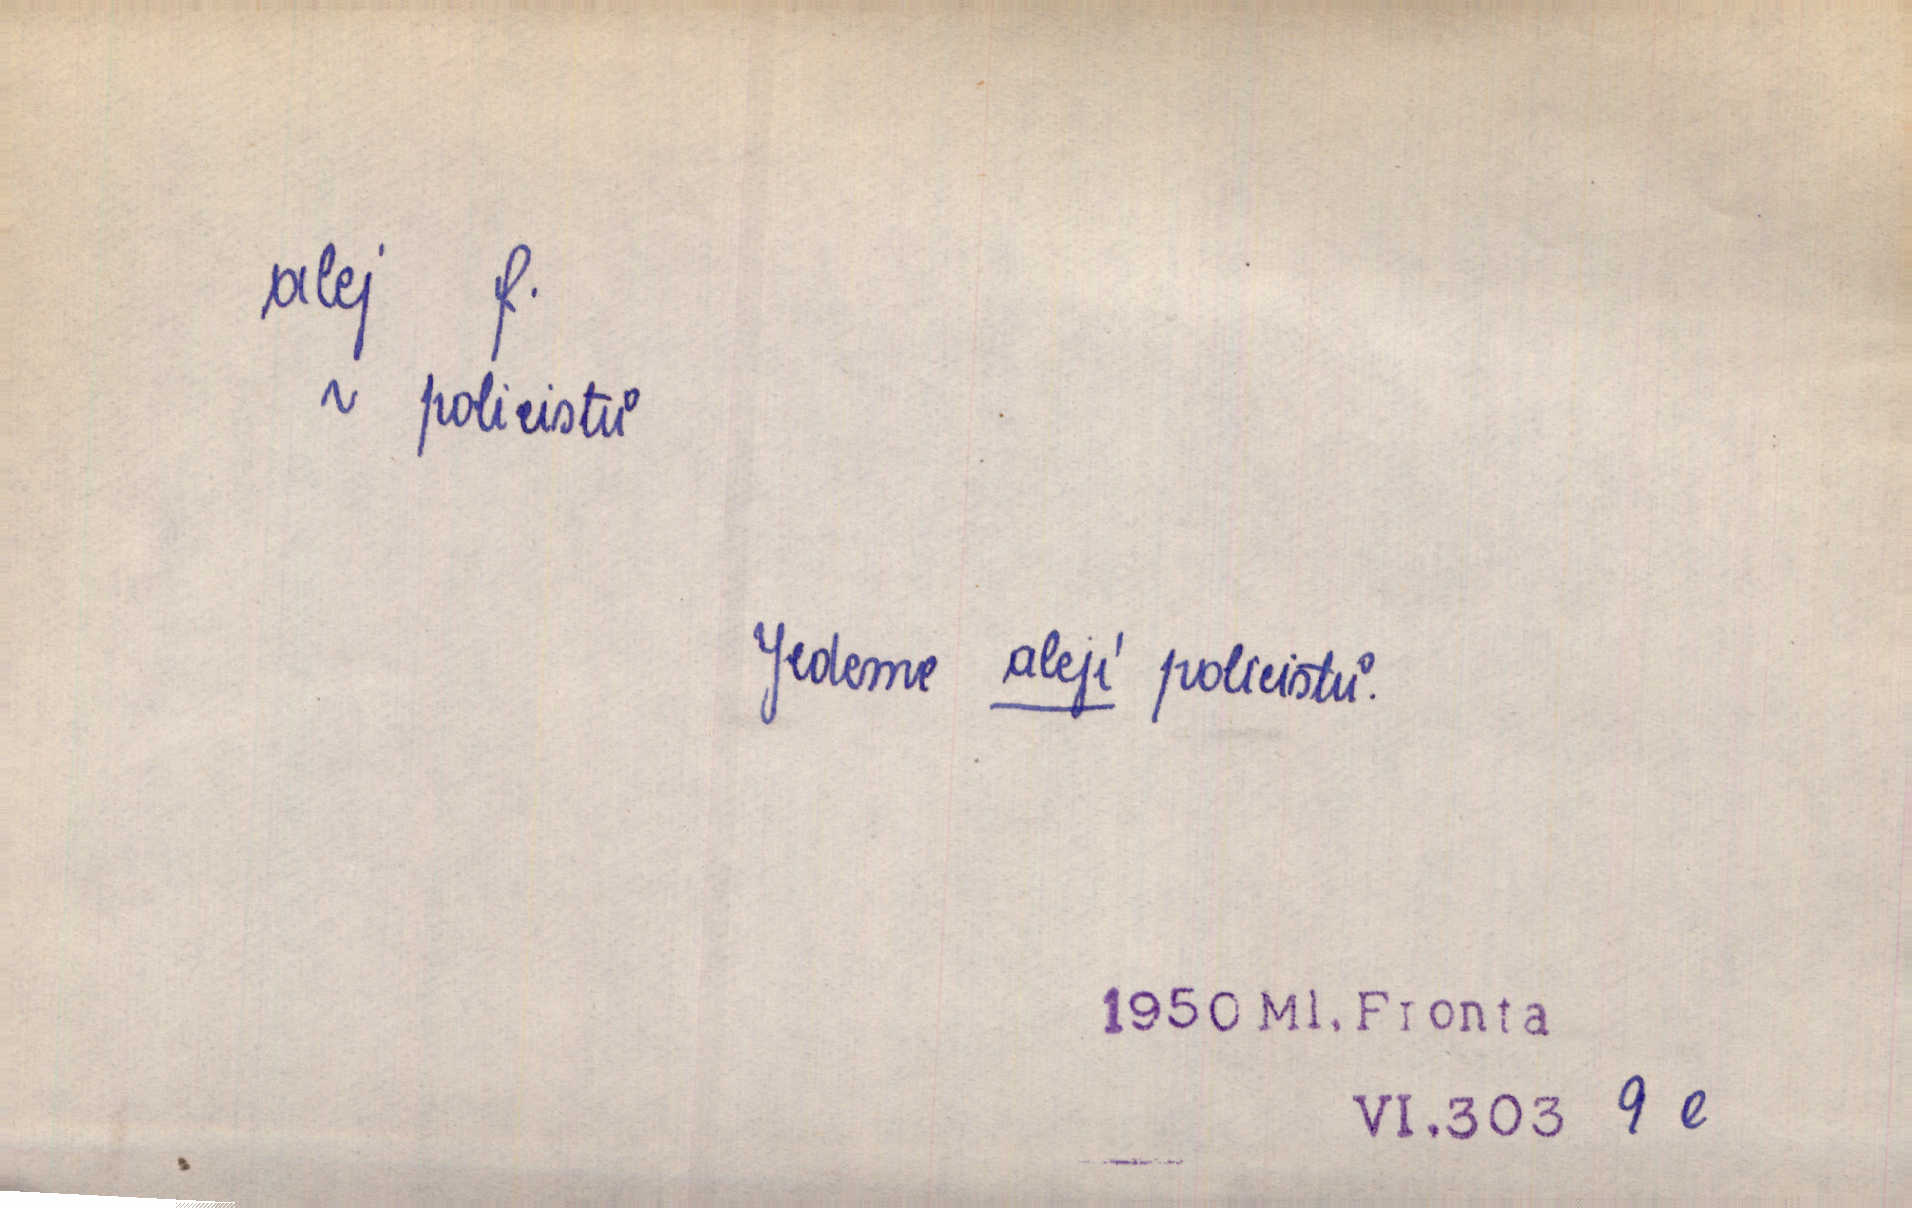 alej f.
~ policistů
Jedeme alejí policistů.
1950 Ml. Fronta
VI.303 9 e